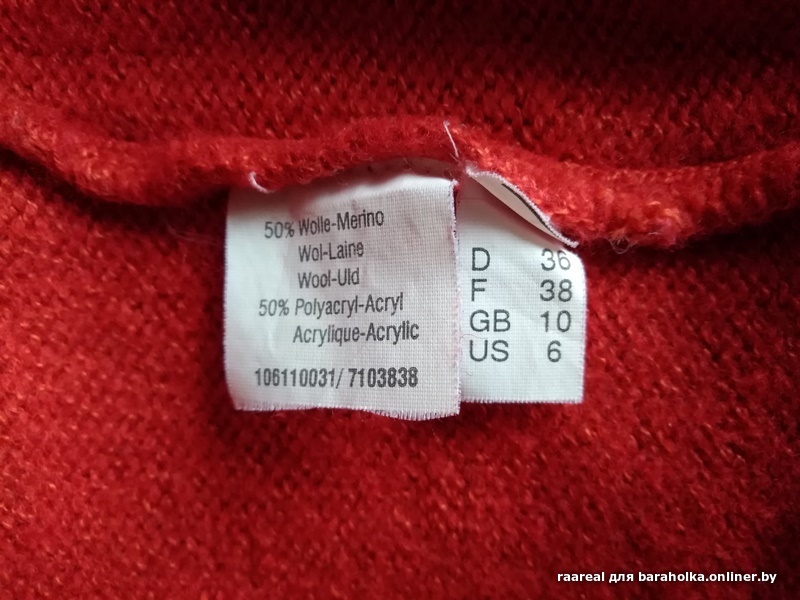 50% Wolle-Merino
Wol-Laine
Wool-Uld
50% Polyacryl-Acryl
Acrylique-Acrylic
106110031/ 7103838
D 36
F 38
GB 10
US 6
raareal для baraholka.onliner.by